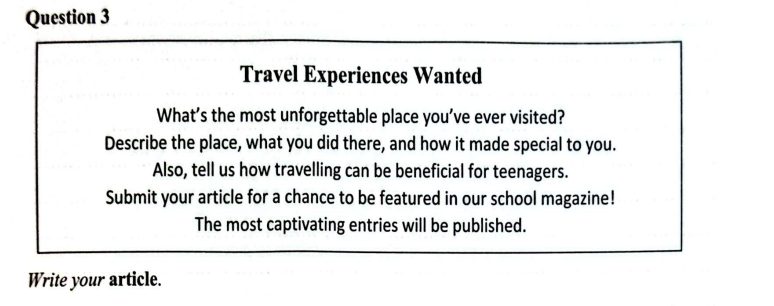 Question 3
Travel Experiences Wanted
What's the most unforgettable place you've ever visited?
Describe the place, what you did there, and how it made special to you.
Also, tell us how travelling can be beneficial for teenagers.
Submit your article for a chance to be featured in our school magazine!
The most captivating entries will be published.
Write your article.